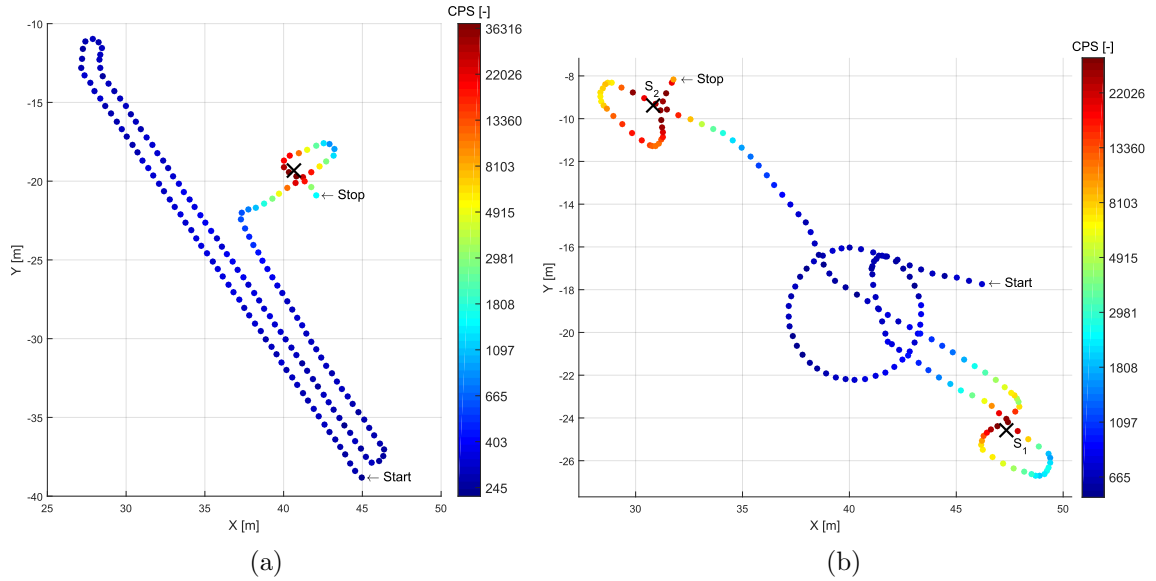 CPS [-]
-10
-15
-20
-25
-30
-35
-40
Y [m]
25 30 35 40 45 50
X [m]
← Stop
← Start
36316
22026
13360
8103
4915
2981
1808
1097
665
403
245
(a)
CPS [-]
-8
-10
-12
-14
-16
-18
-20
-22
-24
-26
Y [m]
30 35 40 45 50
X [m]
S2
← Stop
← Start
S1
22026
13360
8103
4915
2981
1808
1097
665
(b)